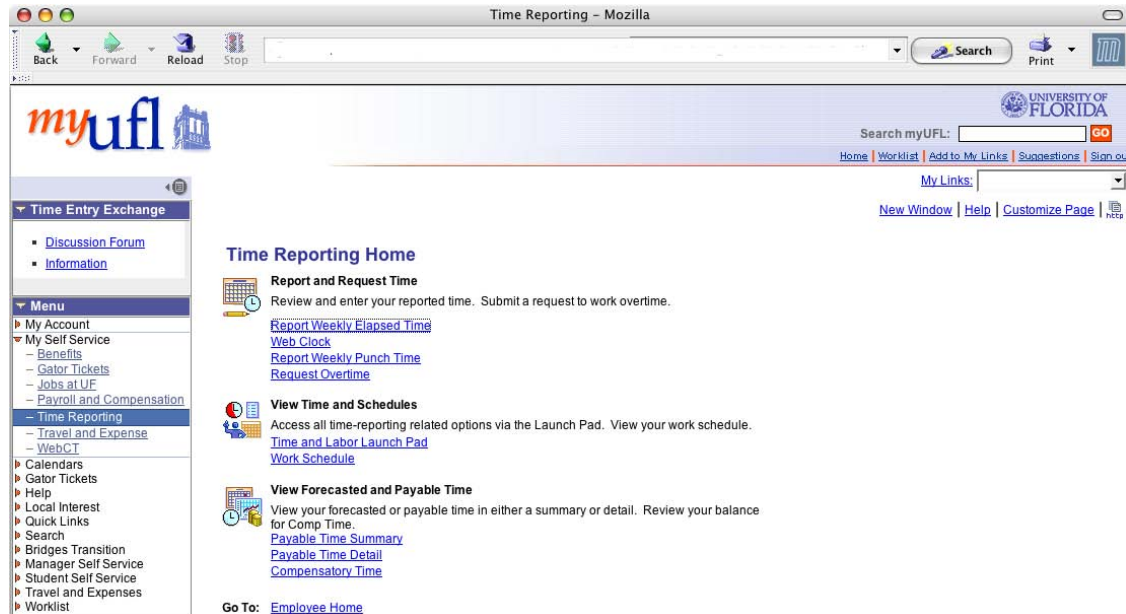 Time Reporting - Mozilla
Back Forward Reload Stop Search Print
myufl
UNIVERSITY OF
FLORIDA
Search myUFL: GO
Home | Worklist | Add to My Links | Suggestions | Sign ou
My Links:
New Window | Help | Customize Page | http
Time Entry Exchange
Discussion Forum
Information
Menu
My Account
My Self Service
– Benefits
– Gator Tickets
– Jobs at UF
– Payroll and Compensation
– Time Reporting
– Travel and Expense
– WebCT
Calendars
Gator Tickets
Help
Local Interest
Quick Links
Search
Bridges Transition
Manager Self Service
Student Self Service
Travel and Expenses
Worklist
Time Reporting Home
Report and Request Time
Review and enter your reported time. Submit a request to work overtime.
Report Weekly Elapsed Time
Web Clock
Report Weekly Punch Time
Request Overtime
View Time and Schedules
Access all time-reporting related options via the Launch Pad. View your work schedule.
Time and Labor Launch Pad
Work Schedule
View Forecasted and Payable Time
View your forecasted or payable time in either a summary or detail. Review your balance
for Comp Time.
Payable Time Summary
Payable Time Detail
Compensatory Time
Go To: Employee Home